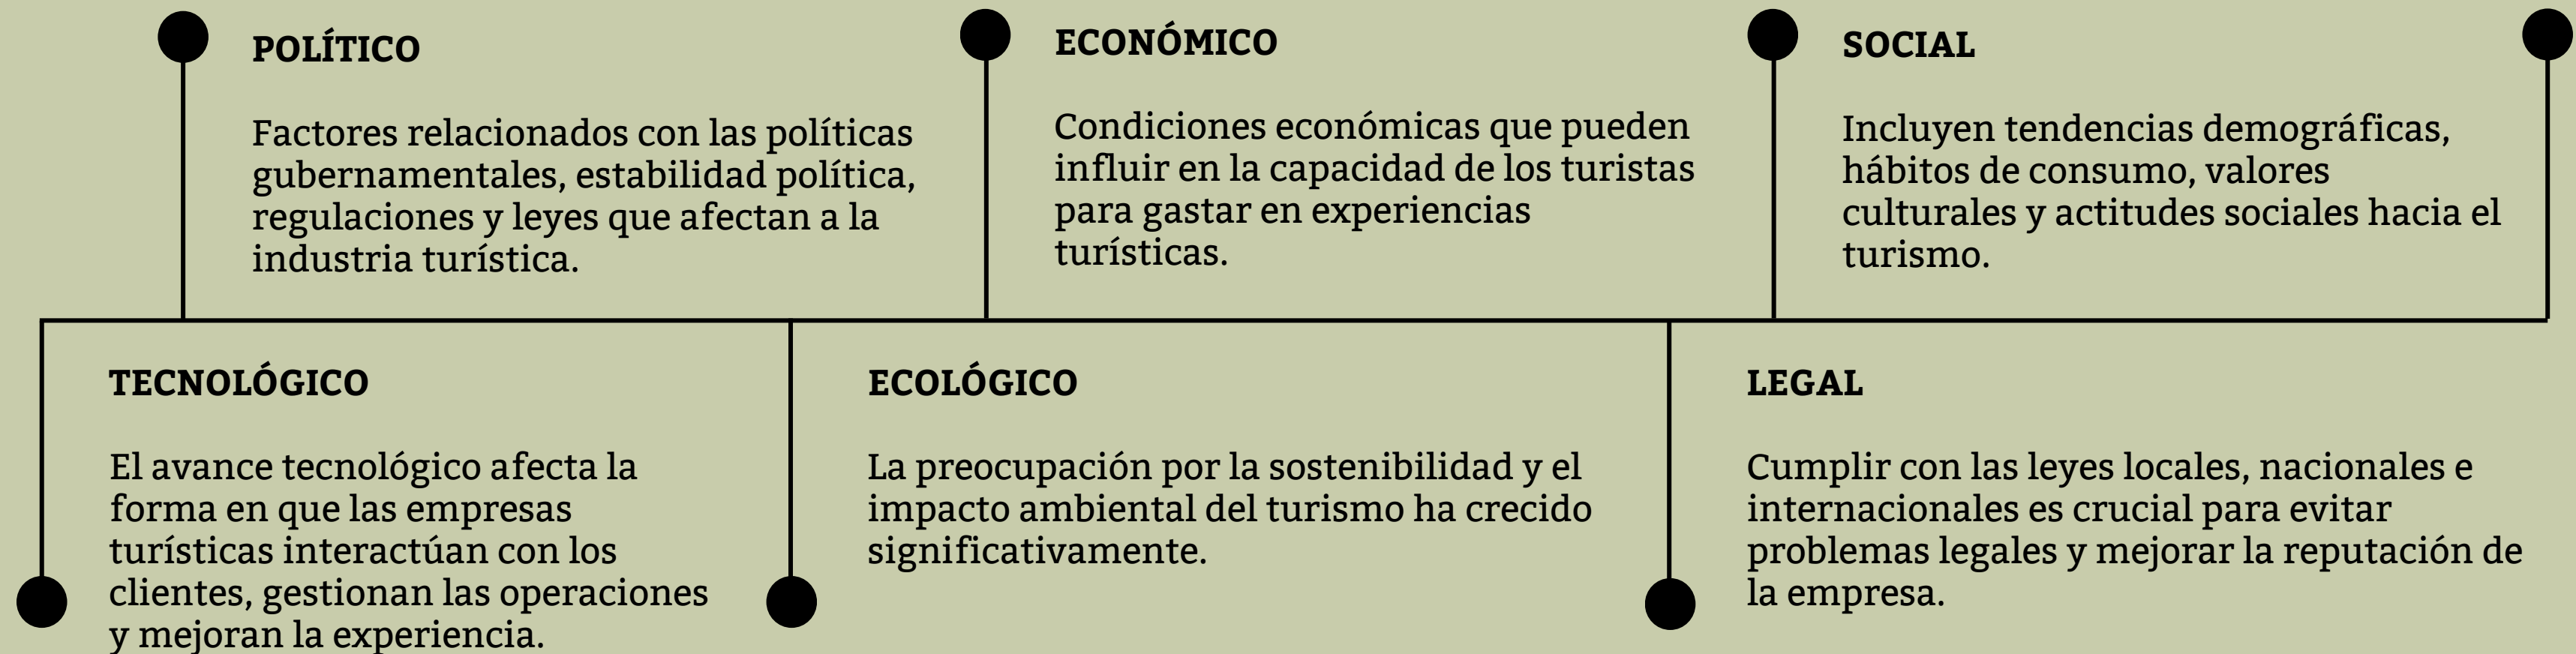 POLÍTICO
Factores relacionados con las políticas
gubernamentales, estabilidad política,
regulaciones y leyes que afectan a la
industria turística.
ECONÓMICO
Condiciones económicas que pueden
influir en la capacidad de los turistas
para gastar en experiencias
turísticas.
SOCIAL
Incluyen tendencias demográficas,
hábitos de consumo, valores
culturales y actitudes sociales hacia el
turismo.
TECNOLÓGICO
El avance tecnológico afecta la
forma en que las empresas
turísticas interactúan con los
clientes, gestionan las operaciones
y mejoran la experiencia.
ECOLÓGICO
La preocupación por la sostenibilidad y el
impacto ambiental del turismo ha crecido
significativamente.
LEGAL
Cumplir con las leyes locales, nacionales e
internacionales es crucial para evitar
problemas legales y mejorar la reputación de
la empresa.